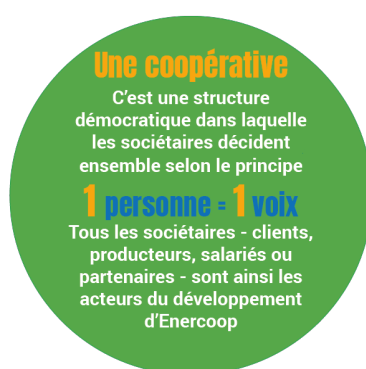 Une coopérative
C'est une structure
démocratique dans laquelle
les sociétaires décident
ensemble selon le principe
1 personne = 1 voix
Tous les sociétaires - clients,
producteurs, salariés ou
partenaires - sont ainsi les
acteurs du développement
d'Enercoop